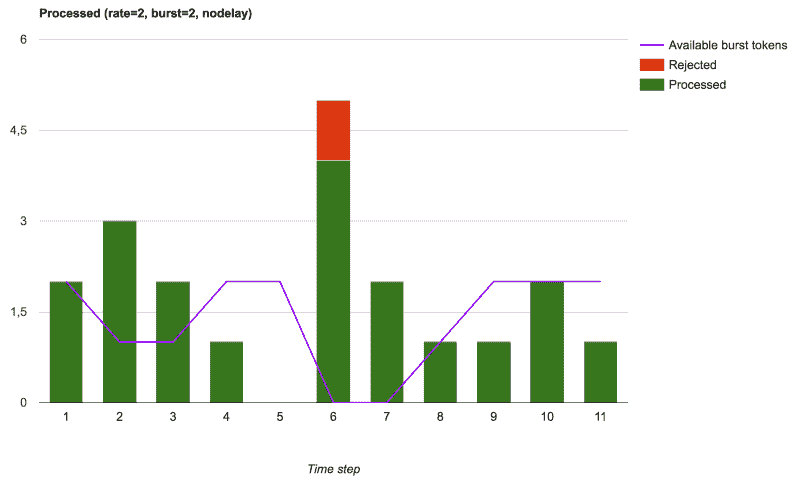 Processed (rate=2, burst=2, nodelay)
6
4,5
3
1,5
0
1 2 3 4 5 6 7 8 9 10 11
Time step
Available burst tokens
Rejected
Processed